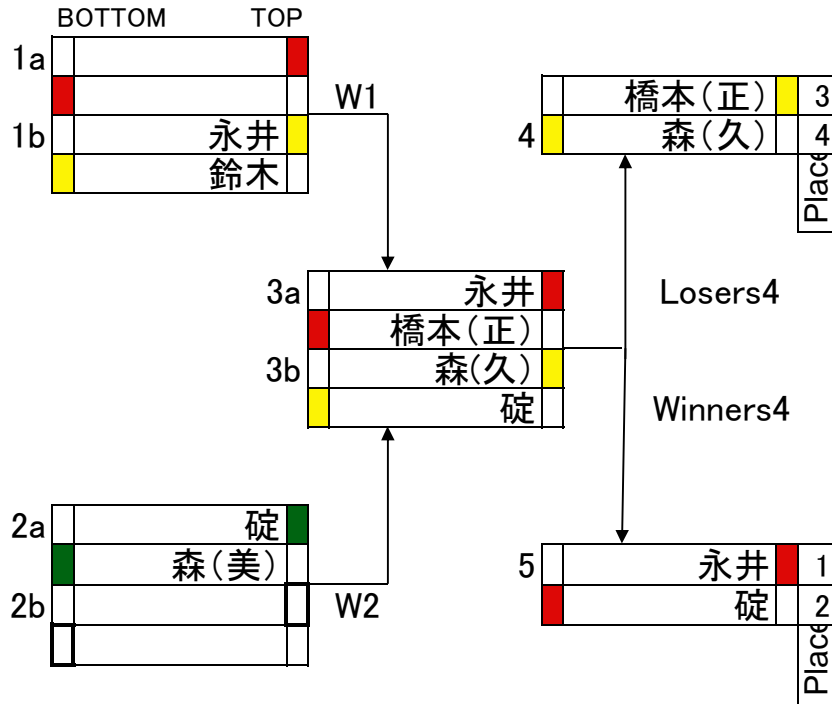 BOTTOM TOP
1a
W1
1b 永井
鈴木
橋本(正) 3
4 森(久) 4
Place
3a 永井
橋本(正)
3b 森(久)
碇
Losers4
Winners4
2a 碇
森(美)
2b W2
5 永井 1
碇 2
Place